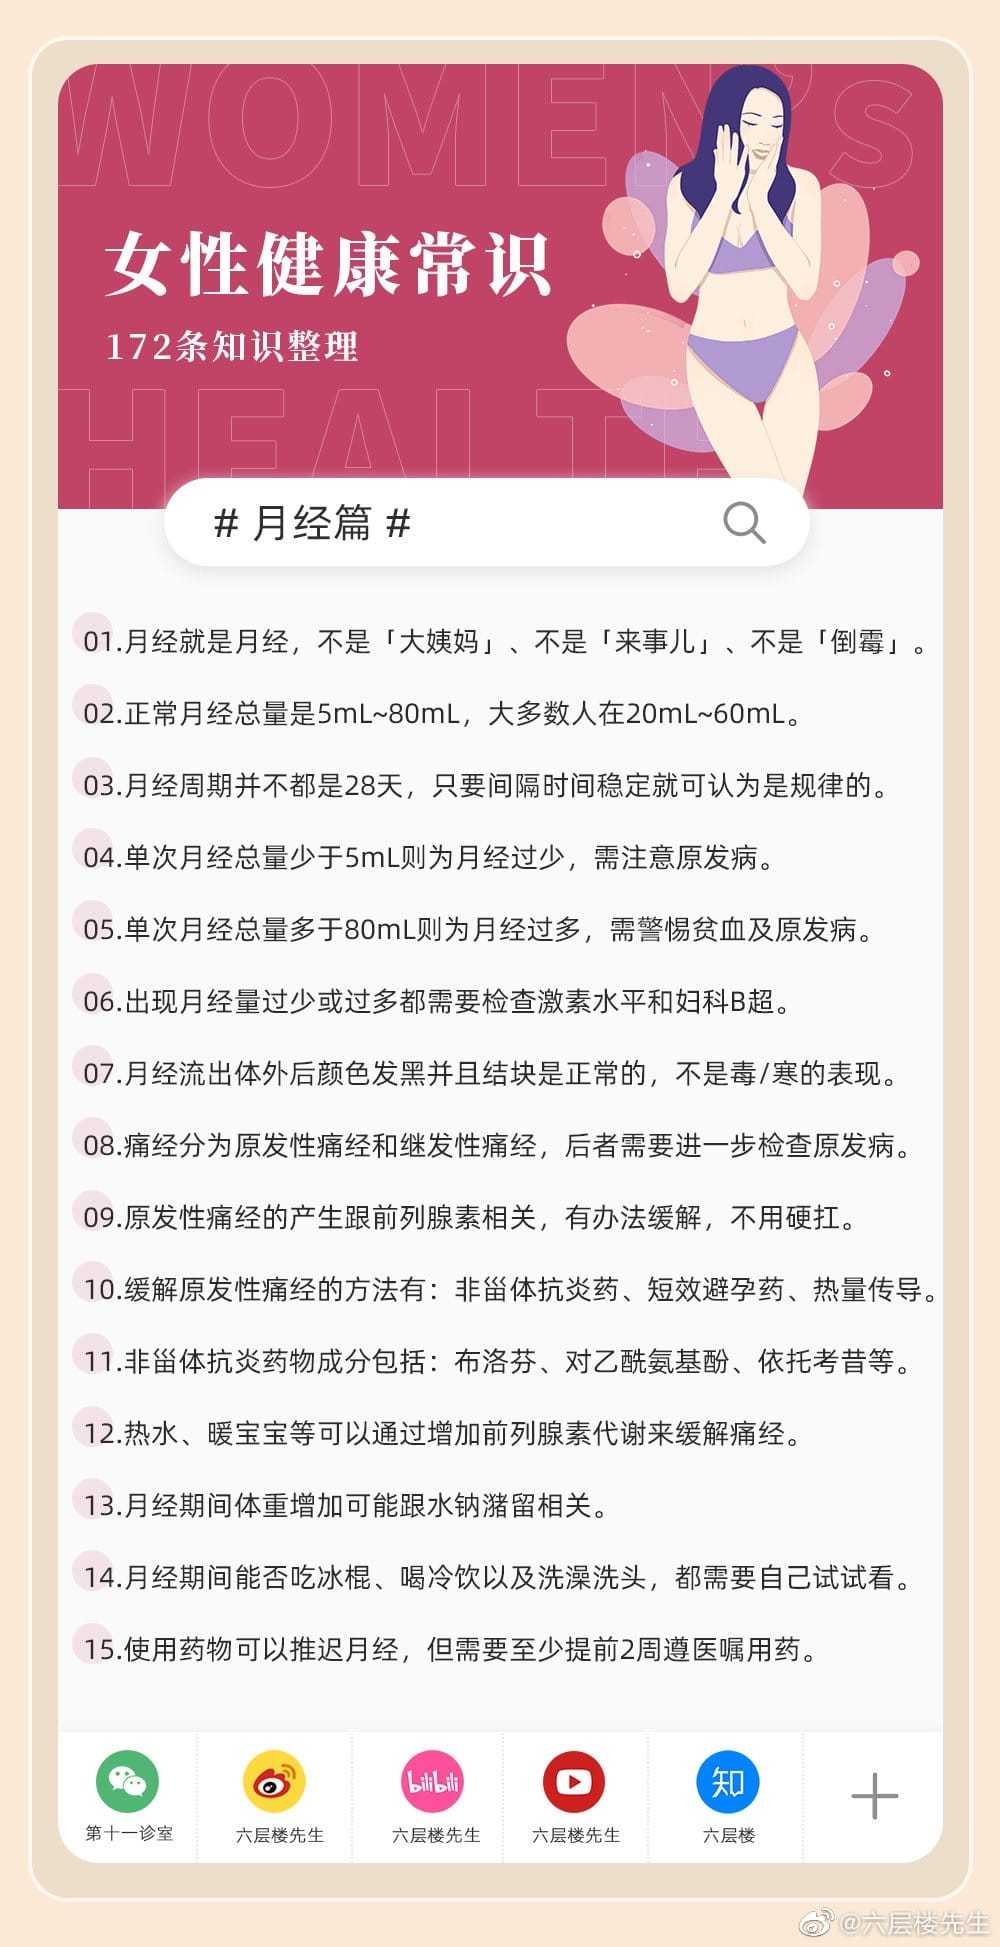 WOMEN's
女性健康常识
172条知识整理
HEALTH
# 月经篇 #
01.月经就是月经，不是「大姨妈」、不是「来事儿」、不是「倒霉」。
02.正常月经总量是5mL~80mL，大多数人在20mL~60mL。
03.月经周期并不都是28天，只要间隔时间稳定就可认为是规律的。
04.单次月经总量少于5mL则为月经过少，需注意原发病。
05.单次月经总量多于80mL则为月经过多，需警惕贫血及原发病。
06.出现月经量过少或过多都需要检查激素水平和妇科B超。
07.月经流出体外后颜色发黑并且结块是正常的，不是毒/寒的表现。
08.痛经分为原发性痛经和继发性痛经，后者需要进一步检查原发病。
09.原发性痛经的产生跟前列腺素相关，有办法缓解，不用硬扛。
10.缓解原发性痛经的方法有：非甾体抗炎药、短效避孕药、热量传导。
11.非甾体抗炎药物成分包括：布洛芬、对乙酰氨基酚、依托考昔等。
12.热水、暖宝宝等可以通过增加前列腺素代谢来缓解痛经。
13.月经期间体重增加可能跟水钠潴留相关。
14.月经期间能否吃冰棍、喝冷饮以及洗澡洗头，都需要自己试试看。
15.使用药物可以推迟月经，但需要至少提前2周遵医嘱用药。
bilibili
知
第十一诊室
六层楼先生
六层楼先生
六层楼先生
六层楼
@六层楼先生